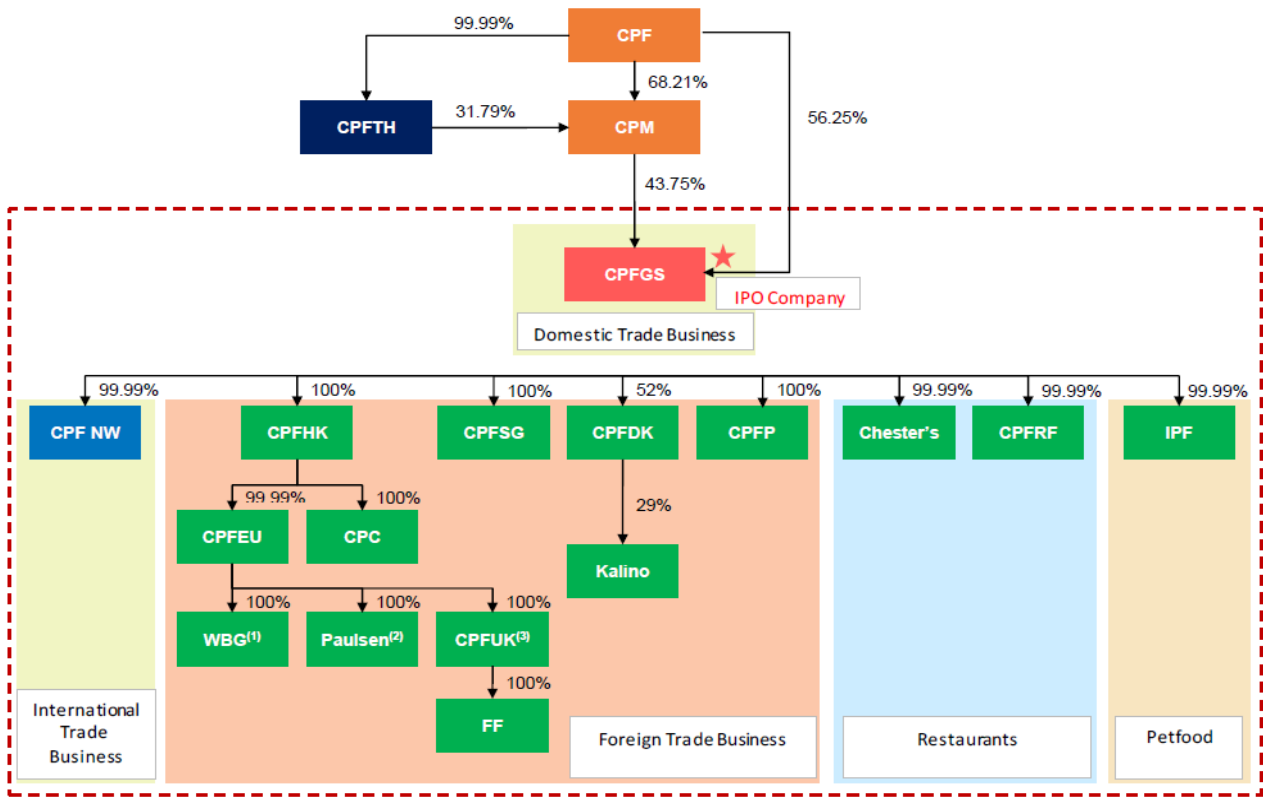 99.99%
CPF
68.21%
CPFTH
31.79%
CPM
56.25%
43.75%
CPFGS
IPO Company
Domestic Trade Business
99.99%
100%
100%
52%
100%
99.99%
99.99%
99.99%
CPF NW
CPFHK
CPFSG
CPFDK
CPFP
Chester's
CPFRF
IPF
99.99%
100%
29%
CPFEU
CPC
Kalino
100%
100%
100%
WBG(1)
Paulsen(2)
CPFUK(3)
100%
FF
International
Trade
Business
Foreign Trade Business
Restaurants
Petfood